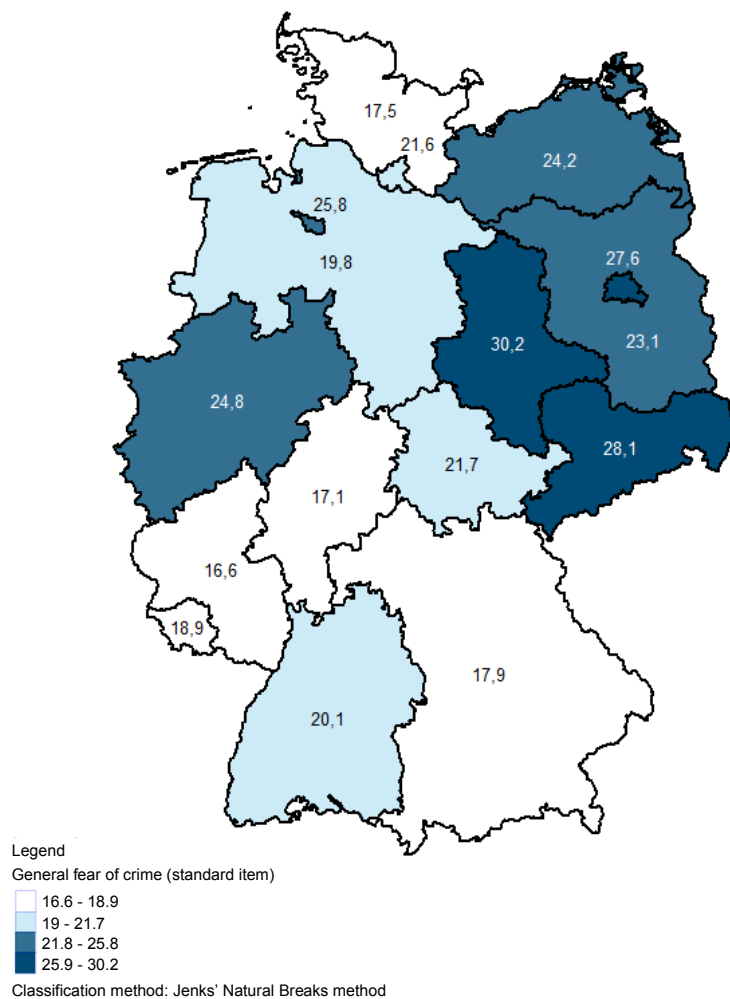 17,5
21,6
24,2
25,8
19,8
27,6
30,2
23,1
24,8
28,1
21,7
17,1
16,6
18,9
17,9
20,1
Legend
General fear of crime (standard item)
16.6 - 18.9
19 - 21.7
21.8 - 25.8
25.9 - 30.2
Classification method: Jenks' Natural Breaks method